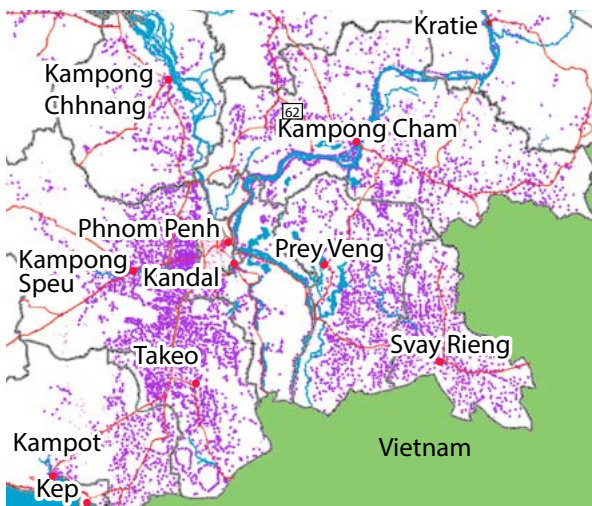 Kratie
Kampong
Chhnang
62
Kampong Cham
Phnom Penh
Prey Veng
Kampong
Speu
Kandal
Takeo
Svay Rieng
Kampot
Vietnam
Kep